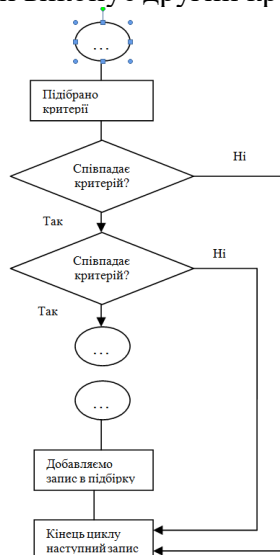 ...
Підібрано
критерії
Співпадає
критерій?
Ні
Так
Співпадає
критерій?
Ні
Так
...
...
Добавляємо
запис в підбірку
Кінець циклу
наступний запис